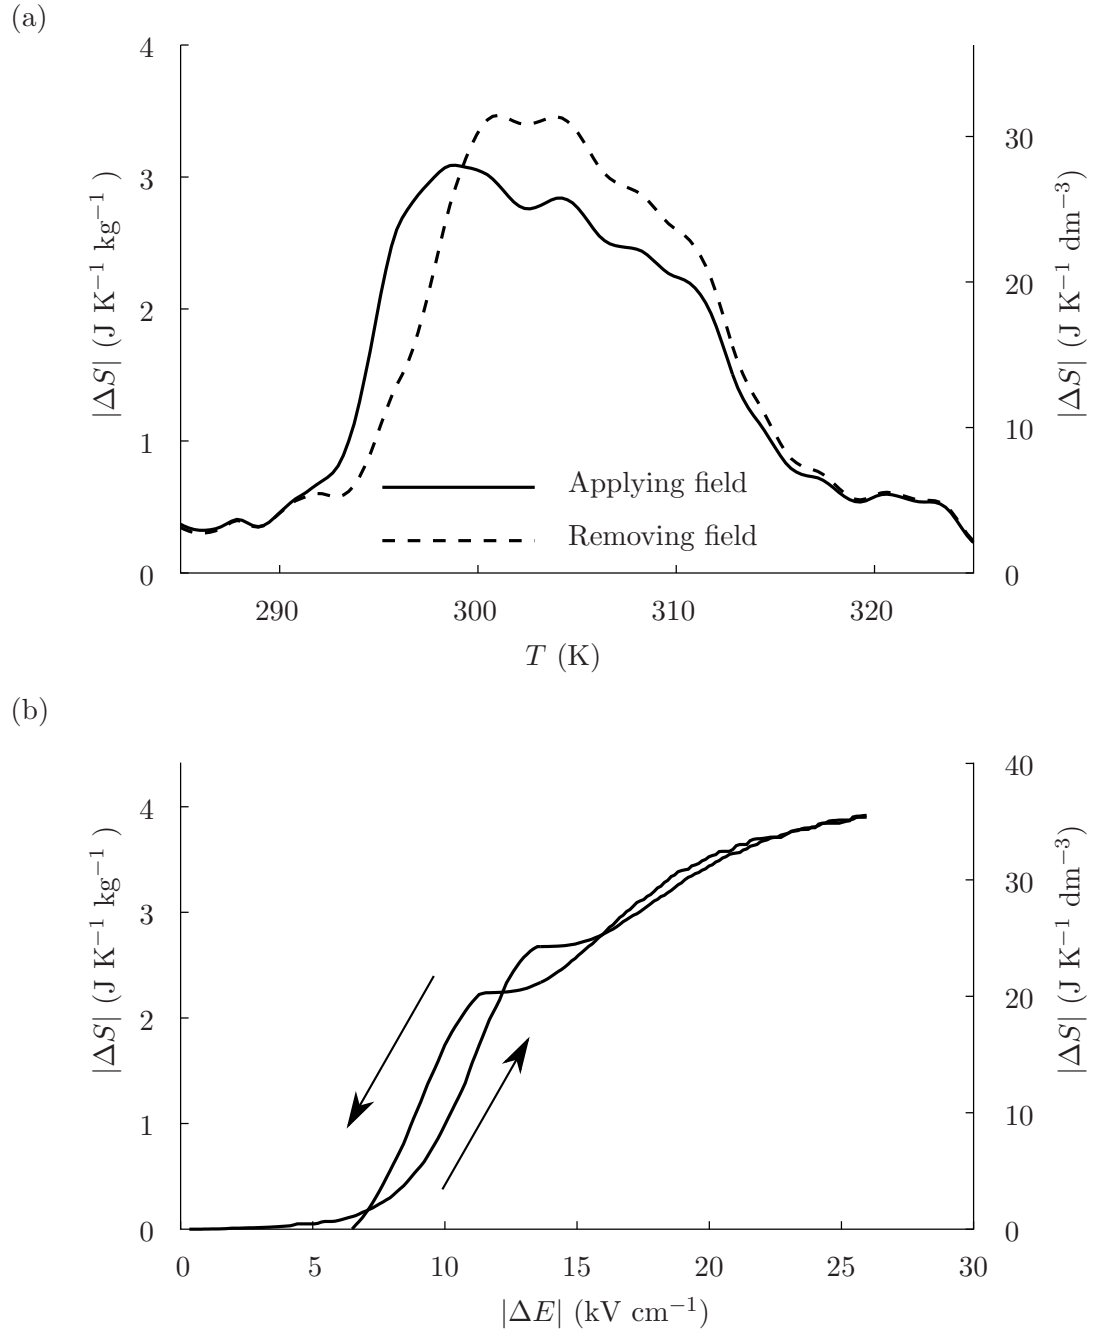 (a)
4
3
2
1
0
30
20
10
0
|ΔS| (J K⁻¹ kg⁻¹ )
|ΔS| (J K⁻¹ dm⁻³)
Applying field
Removing field
290 300 310 320
T (K)
(b)
4
3
2
1
0
40
30
20
10
0
|ΔS| (J K⁻¹ kg⁻¹ )
|ΔS| (J K⁻¹ dm⁻³)
0 5 10 15 20 25 30
|ΔE| (kV cm⁻¹)